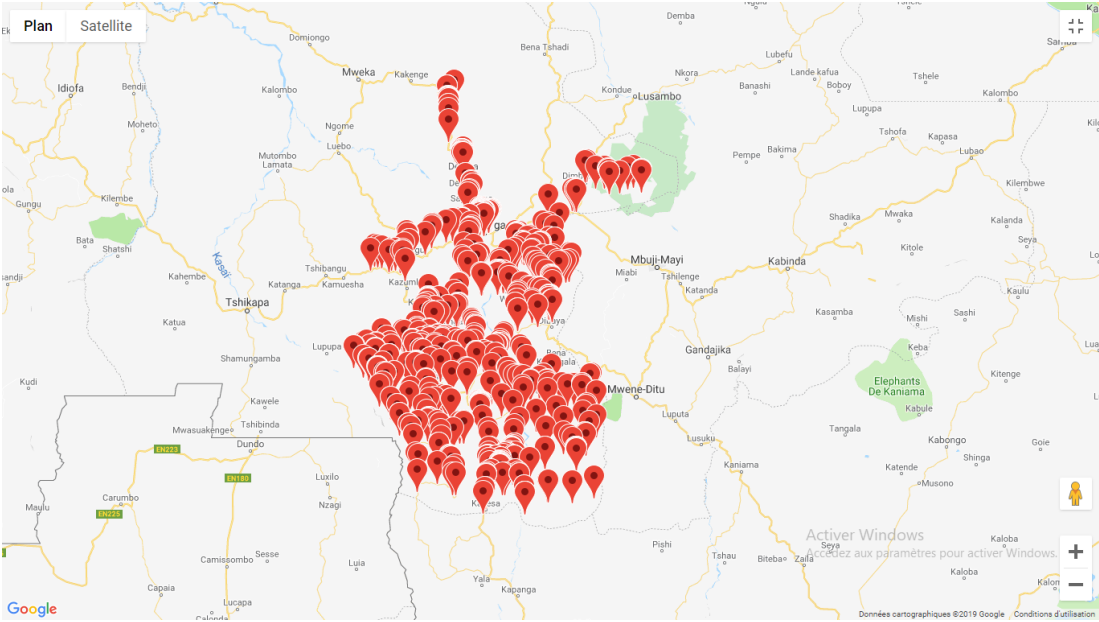 Plan
Satellite
Domiongo
Demba
Bena Tshadi
Samba
Idiofa
Bendji
Mweka
Kakenge
Kalombo
Nkora
Kondue
Lusambo
Lubefu
Lande kafua
Banashi
Boboy
Tshele
Kalombo
Lupupa
Moheto
Ngome
Luebo
Mutombo
Lamata
Tshofa
Kapasa
Lubao
Pempe
Bakima
Gungu
Kilembe
Kilembwe
Bata
Shatshi
Shadika
Mwaka
Kalanda
Seya
Kitole
Kasai
Kahemba
Tshibangu
Katanga
Kamuesha
Mbuji-Mayi
Miabi
Tshilenge
Katanda
Kabinda
Kaulu
Tshikapa
Katua
Kasamba
Mishi
Sashi
Keba
Lupupa
Shamungamba
Gandajika
Balayi
Kitenge
Kudi
Elephants
De Kaniama
Kabule
Mwene-Ditu
Luputa
Kawele
Mwasukenge
Tshibinda
Dundo
Tangala
Lusuku
Kabongo
Goie
Shinga
EN223
EN180
EN225
Luxilo
Nzagi
Kaniama
Katende
Musono
Carumbo
Maulu
Activer Windows
Accédez aux paramètres pour activer Windows.
Seya
Kaloba
Pishi
Tshau
Biteba
Zaila
Camissombo
Sesse
Luia
Kaloba
Yala
Kapanga
Capaia
Lucapa
Calonda
Google
Données cartographiques ©2019 Google
Conditions d'utilisation